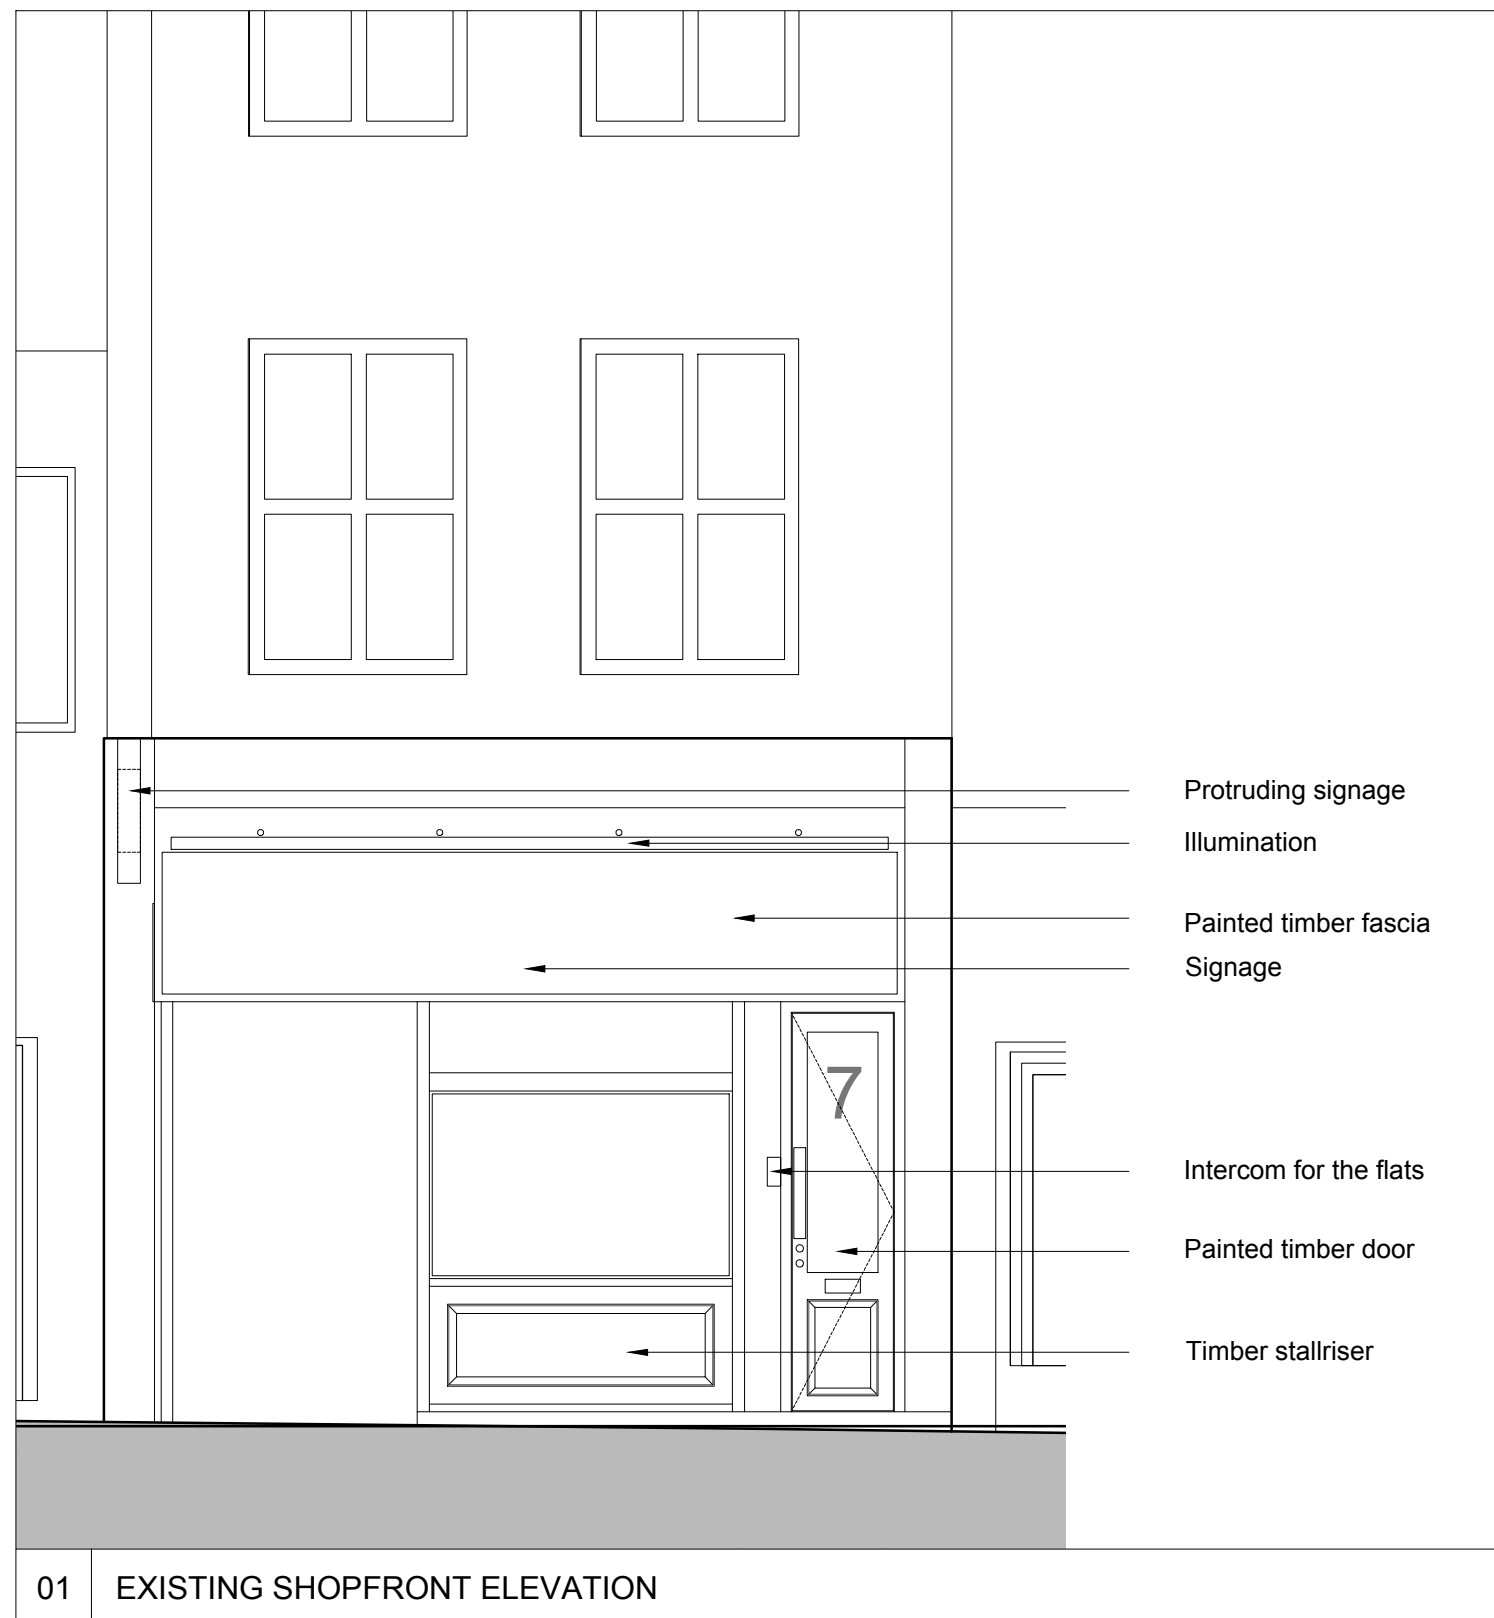 Protruding signage
Illumination
Painted timber fascia
Signage
7
Intercom for the flats
Painted timber door
Timber stallriser
01 EXISTING SHOPFRONT ELEVATION